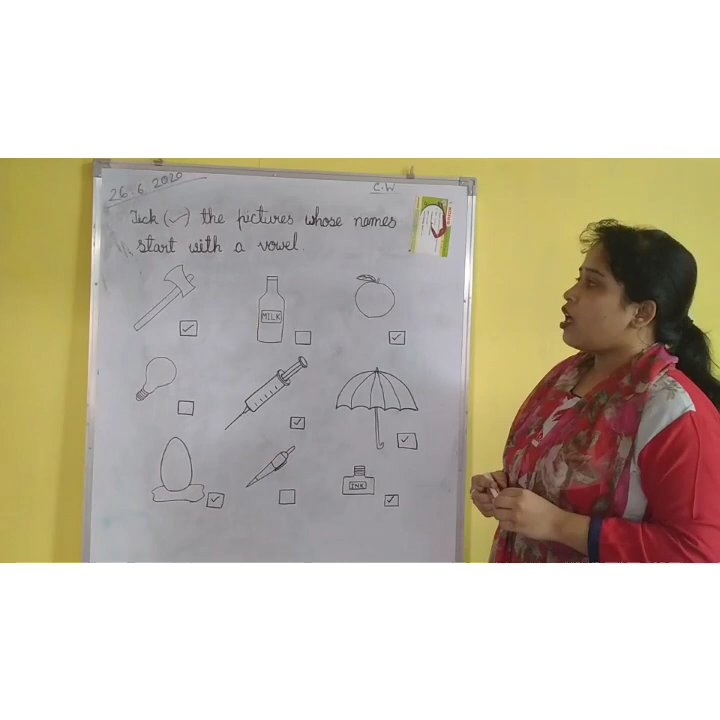 26.6 2020
C.W
Tick (✓) the pictures whose names
start with a vowel.
MILK
INK